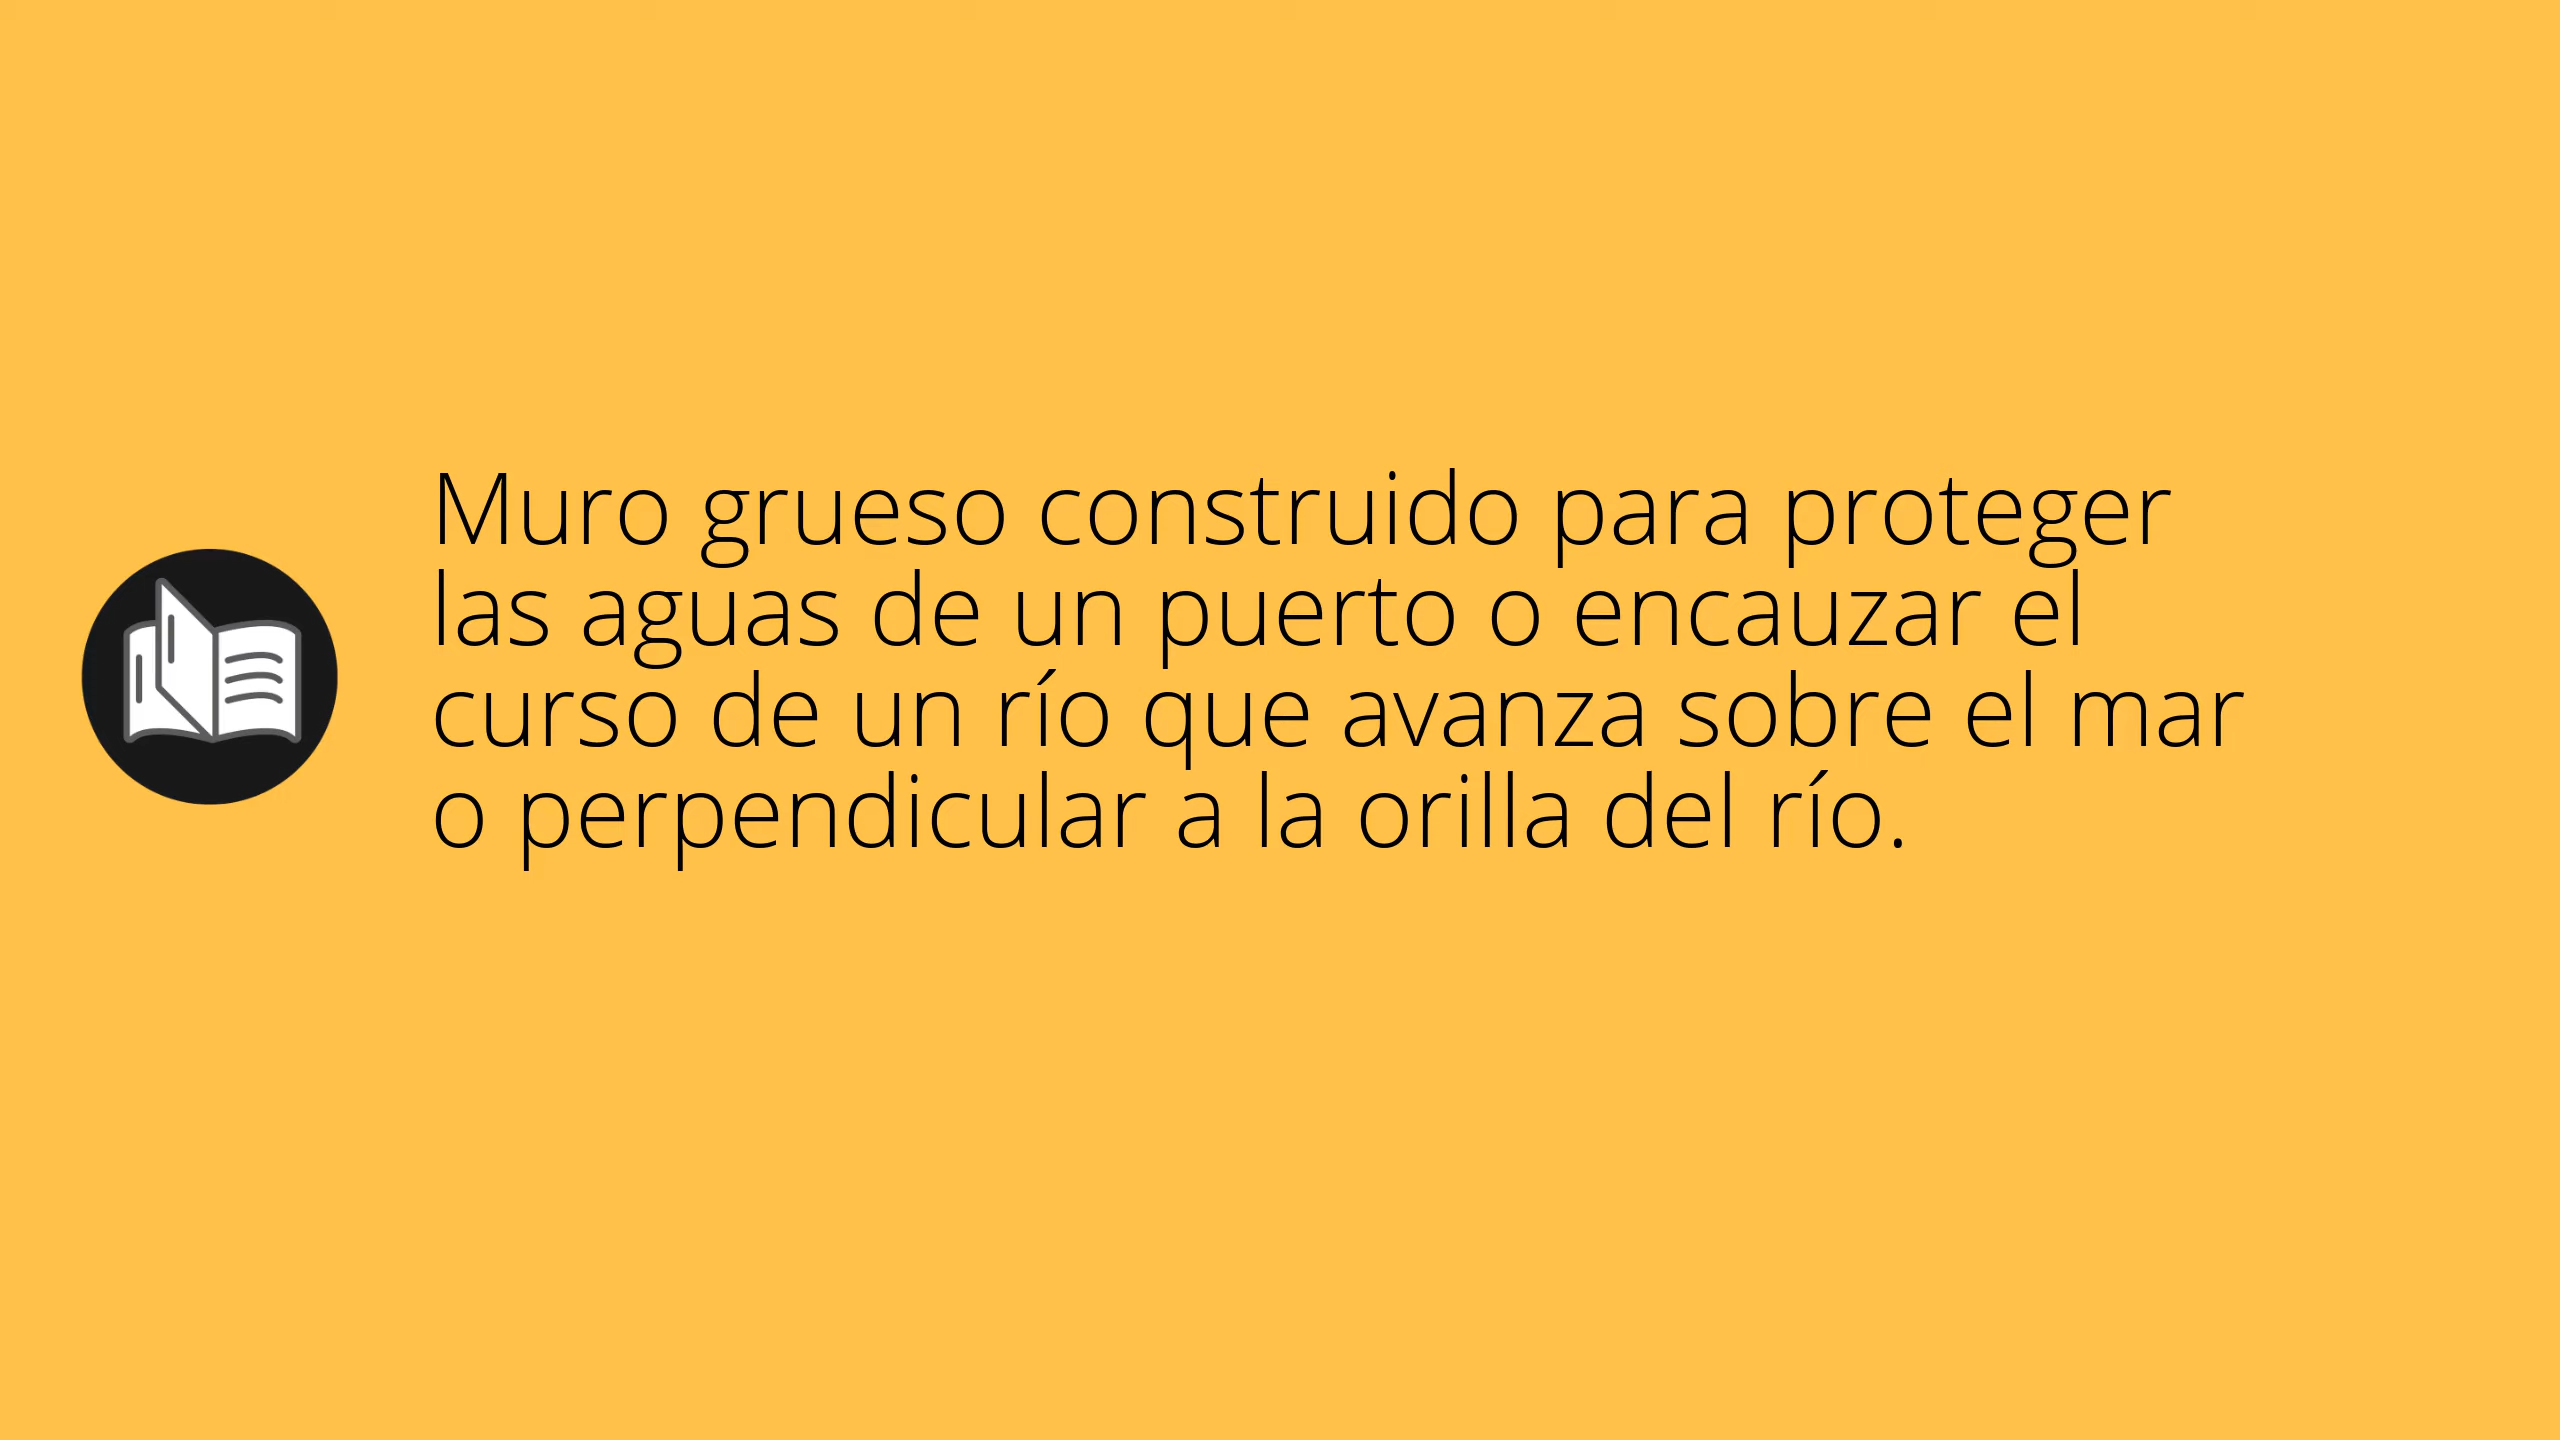 Muro grueso construido para proteger
las aguas de un puerto o encauzar el
curso de un río que avanza sobre el mar
o perpendicular a la orilla del río.